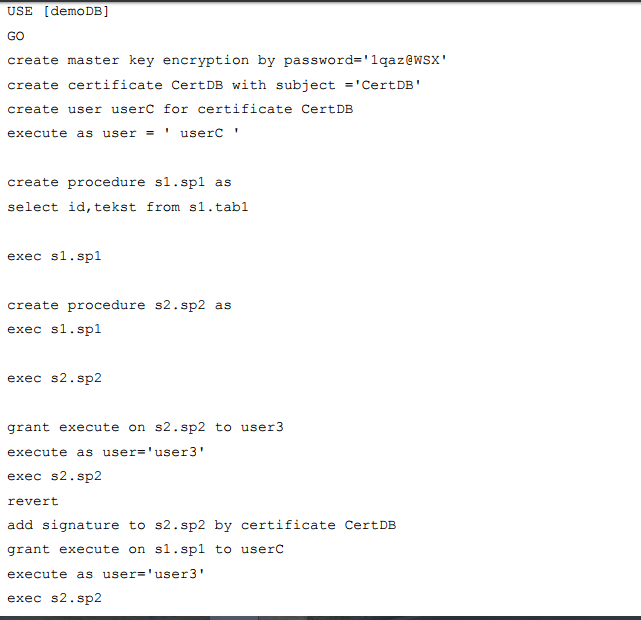 USE [demoDB]
GO
create master key encryption by password='1qaz@WSX'
create certificate CertDB with subject ='CertDB'
create user userC for certificate CertDB
execute as user = ' userC '
create procedure s1.sp1 as
select id,tekst from s1.tab1
exec s1.sp1
create procedure s2.sp2 as
exec s1.sp1
exec s2.sp2
grant execute on s2.sp2 to user3
execute as user='user3'
exec s2.sp2
revert
add signature to s2.sp2 by certificate CertDB
grant execute on s1.sp1 to userC
execute as user='user3'
exec s2.sp2